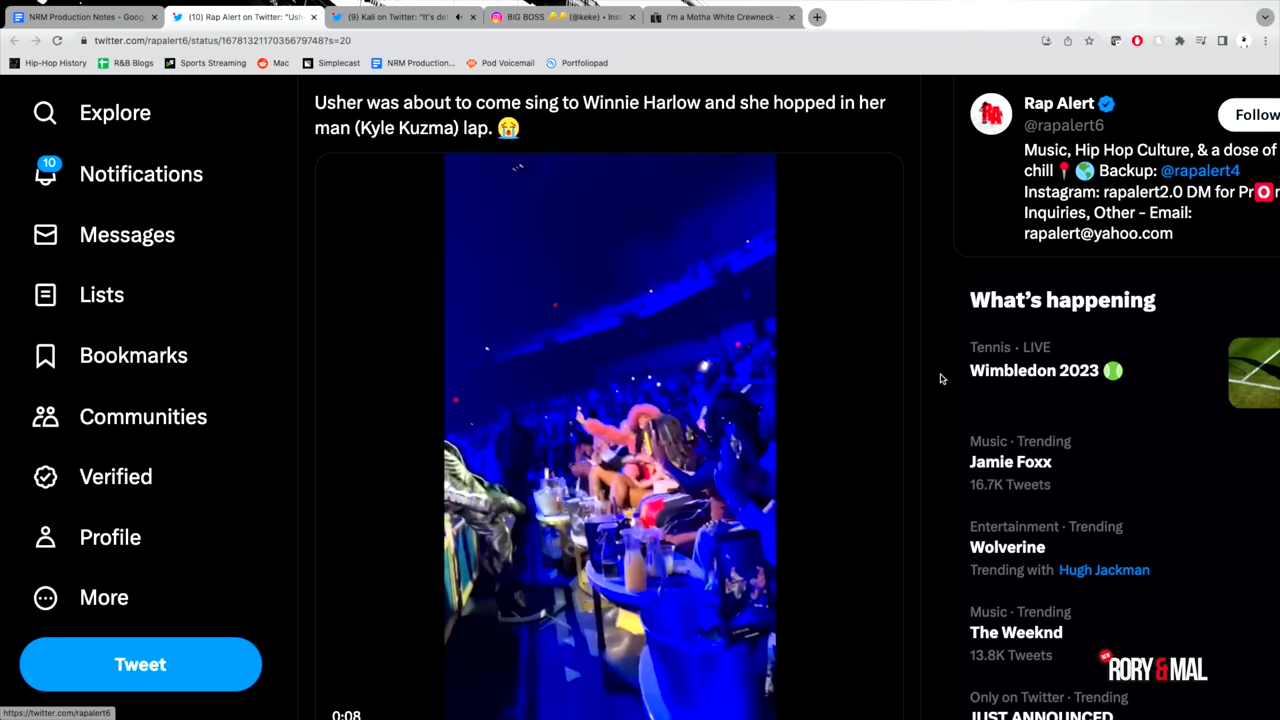 NRM Production Notes - Goog
(10) Rap Alert on Twitter: "Ush
(9) Kali on Twitter: "It's de
BIG BOSS 🔑🔑 (@keke) • Ins
I'm a Motha White Crewneck –
twitter.com/rapalert6/status/1678132117035679748?s=20
Hip-Hop History
R&B Blogs
Sports Streaming
Mac
Simplecast
NRM Production...
Pod Voicemail
Portfoliopad
Explore
10
Notifications
Messages
Lists
Bookmarks
Communities
Verified
Profile
More
Tweet
https://twitter.com/rapalert6
Usher was about to come sing to Winnie Harlow and she hopped in her
man (Kyle Kuzma) lap. 😭
0:08
RA
Rap Alert
@rapalert6
Follow
Music, Hip Hop Culture, & a dose of
chill 📍 🌎 Backup: @rapalert4
Instagram: rapalert2.0 DM for Pr🅾️
Inquiries, Other – Email:
rapalert@yahoo.com
What's happening
Tennis · LIVE
Wimbledon 2023 🎾
Music · Trending
Jamie Foxx
16.7K Tweets
Entertainment · Trending
Wolverine
Trending with Hugh Jackman
Music · Trending
The Weeknd
13.8K Tweets
Only on Twitter · Trending
JUST ANNOUNCED
NEW
RORY & MAL